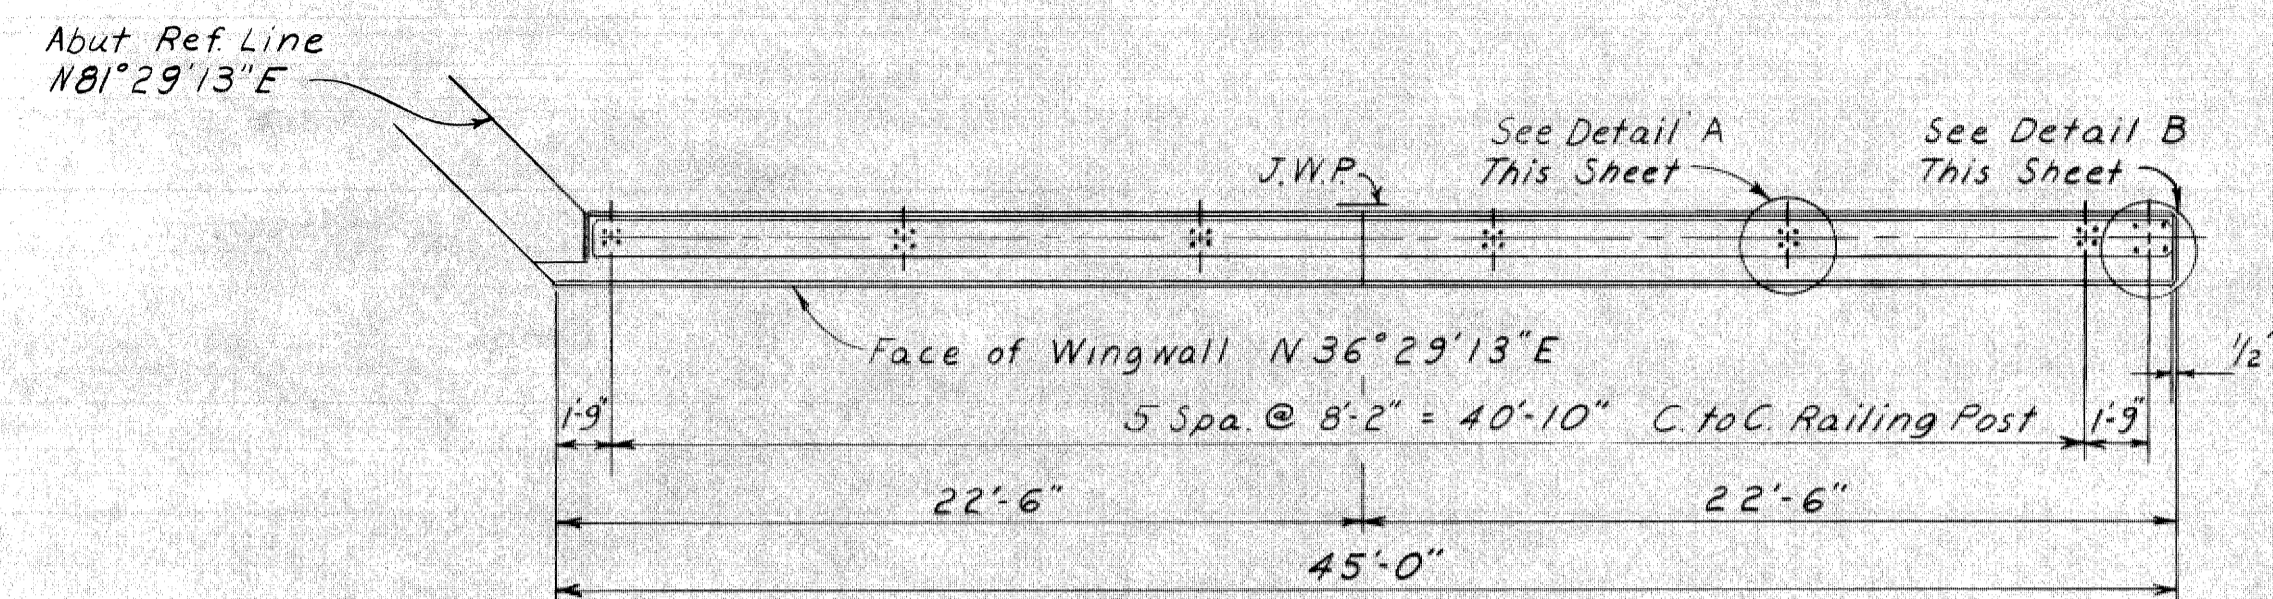 Abut Ref. Line
N81°29'13"E
See Detail A
This Sheet
See Detail B
This Sheet
J.W.P.
Face of Wingwall N 36°29'13"E
1/2"
1'-9"
5 Spa. @ 8'-2" = 40'-10" C. to C. Railing Post
1'-9"
22'-6"
22'-6"
45'-0"